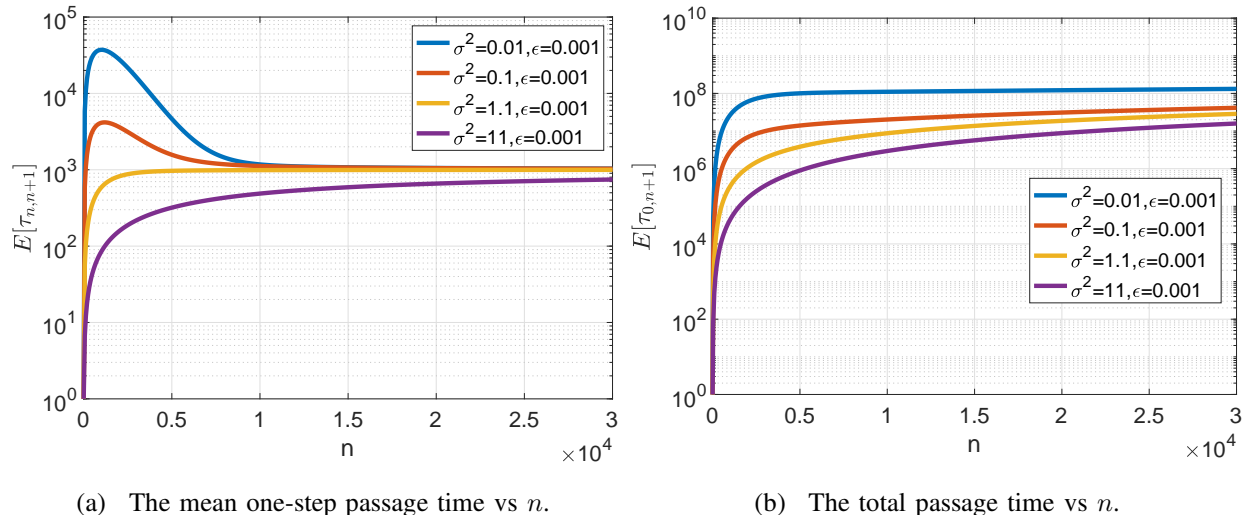 10^5
10^4
10^3
10^2
10^1
10^0
E[τ_{n,n+1}]
σ^2=0.01,ϵ=0.001
σ^2=0.1,ϵ=0.001
σ^2=1.1,ϵ=0.001
σ^2=11,ϵ=0.001
0 0.5 1 1.5 2 2.5 3
×10^4
n
(a) The mean one-step passage time vs n.
10^10
10^8
10^6
10^4
10^2
10^0
E[τ_{0,n+1}]
σ^2=0.01,ϵ=0.001
σ^2=0.1,ϵ=0.001
σ^2=1.1,ϵ=0.001
σ^2=11,ϵ=0.001
0 0.5 1 1.5 2 2.5 3
×10^4
n
(b) The total passage time vs n.